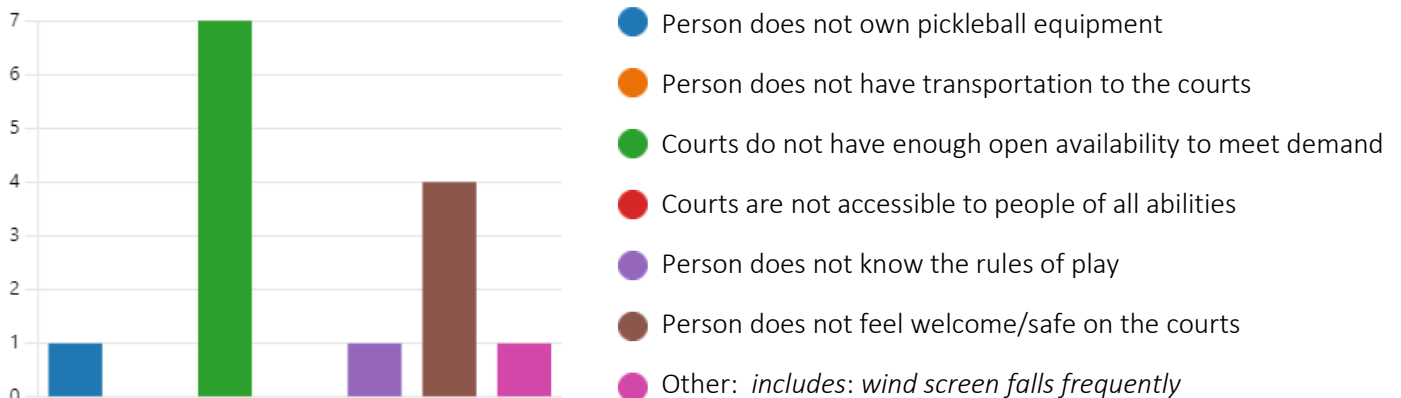 7
6
5
4
3
2
1
0
Person does not own pickleball equipment
Person does not have transportation to the courts
Courts do not have enough open availability to meet demand
Courts are not accessible to people of all abilities
Person does not know the rules of play
Person does not feel welcome/safe on the courts
Other: includes: wind screen falls frequently